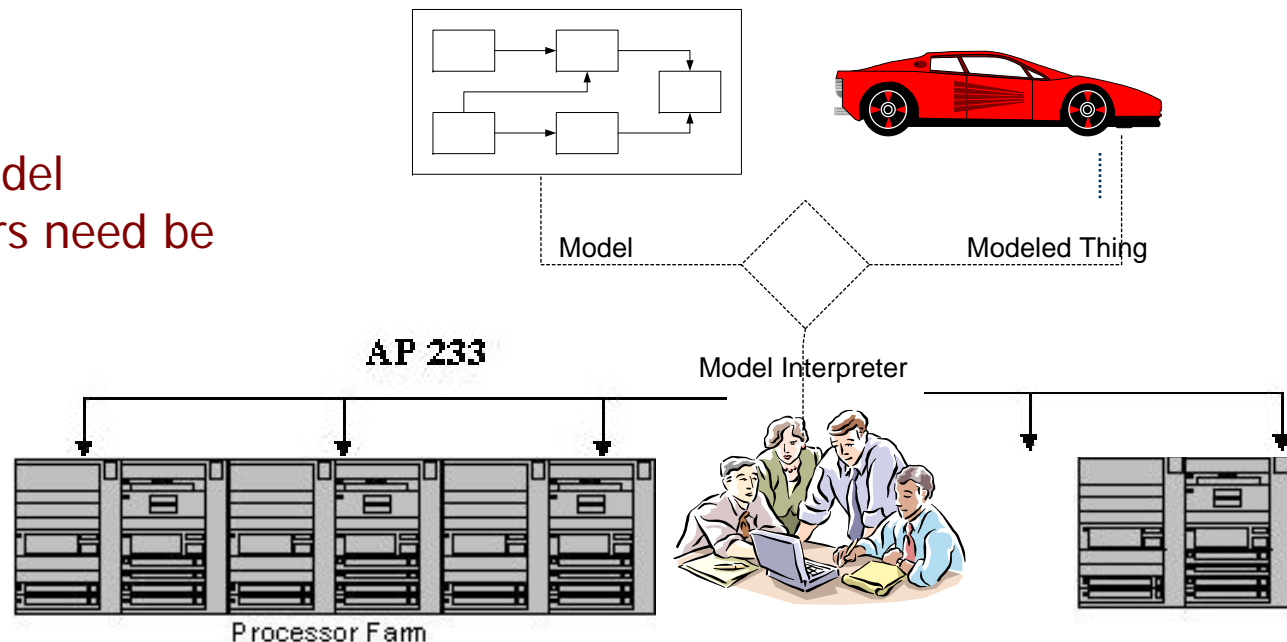 del
rs need be
Model
Modeled Thing
AP 233
Model Interpreter
Processor Farm